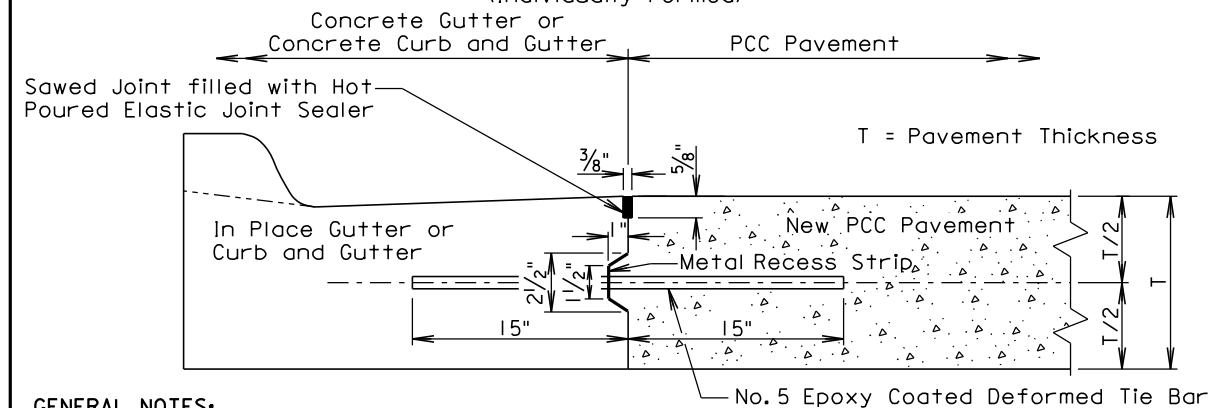 (Individually Formed)
Concrete Gutter or
Concrete Curb and Gutter
PCC Pavement
Sawed Joint filled with Hot
Poured Elastic Joint Sealer
T = Pavement Thickness
3/8"
5/8"
In Place Gutter or
Curb and Gutter
1"
New PCC Pavement
Metal Recess Strip
2 1/2"
1 1/2"
T/2
T
T/2
15"
15"
No. 5 Epoxy Coated Deformed Tie Bar
GENERAL NOTES: